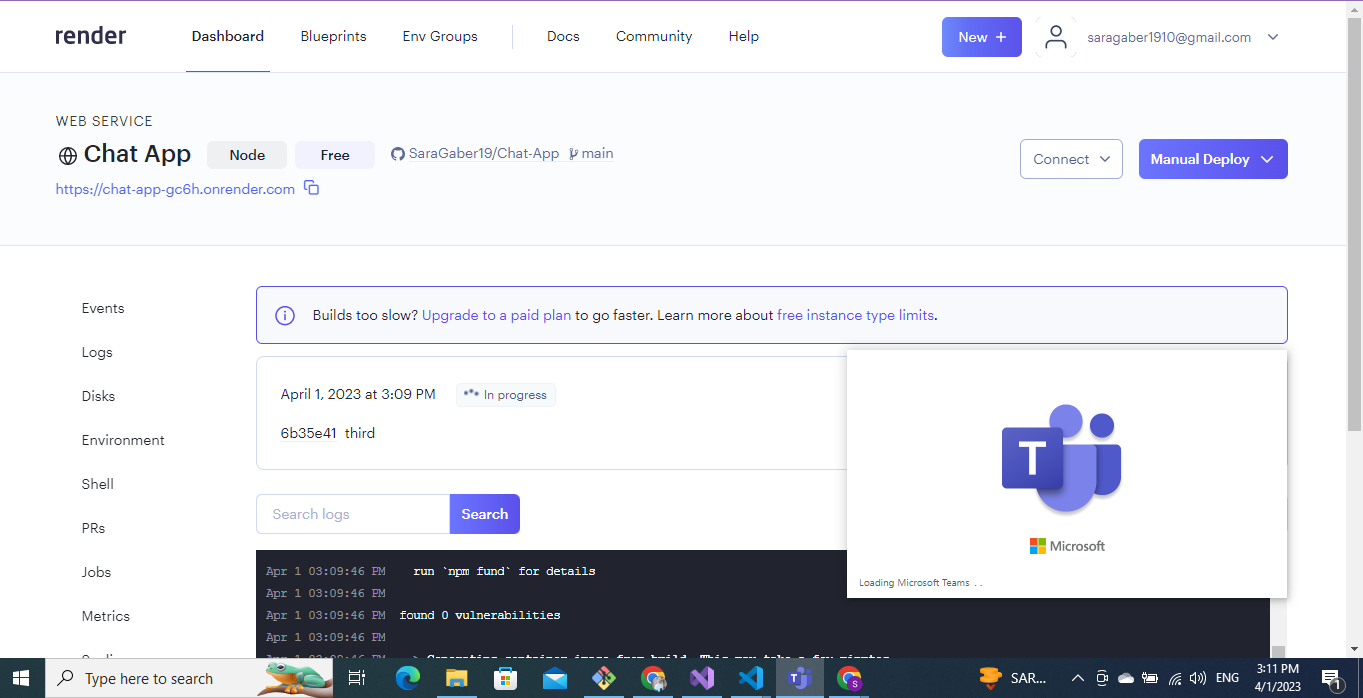 render
Dashboard Blueprints Env Groups Docs Community Help New + saragaber1910@gmail.com
WEB SERVICE
Chat App Node Free SaraGaber19/Chat-App main
Connect Manual Deploy
https://chat-app-gc6h.onrender.com
Events
Logs
Disks
Environment
Shell
PRs
Jobs
Metrics
Builds too slow? Upgrade to a paid plan to go faster. Learn more about free instance type limits.
April 1, 2023 at 3:09 PM In progress
6b35e41 third
Search logs Search
Apr 1 03:09:46 PM run `npm fund` for details
Apr 1 03:09:46 PM
Apr 1 03:09:46 PM found 0 vulnerabilities
Apr 1 03:09:46 PM
T
Microsoft
Loading Microsoft Teams . .
Type here to search
SAR... ENG
3:11 PM
4/1/2023
1